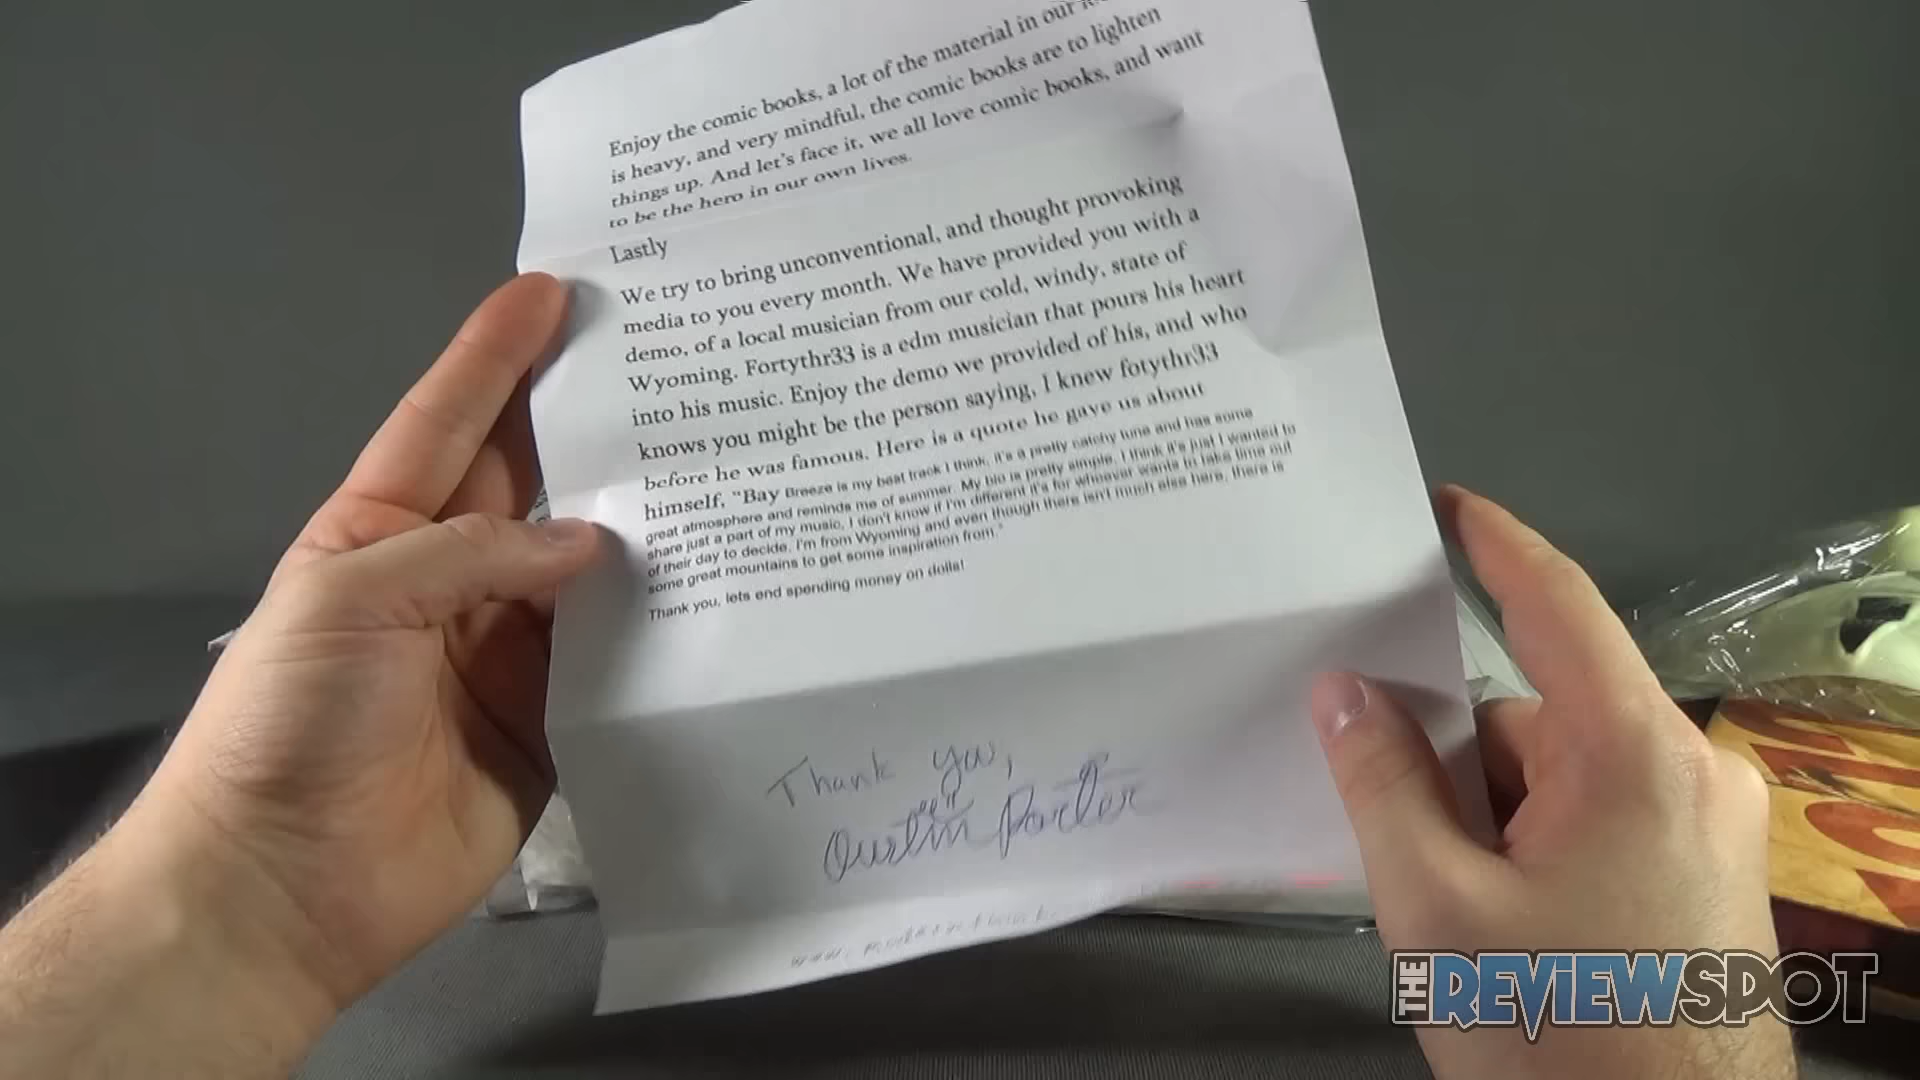 Enjoy the comic books, a lot of the material in our
is heavy, and very mindful, the comic books are to lighten
things up. And let's face it, we all love comic books, and want
to be the hero in our own lives.
Lastly
We try to bring unconventional, and thought provoking
media to you every month. We have provided you with a
demo, of a local musician from our cold, windy, state of
Wyoming. Fortythr33 is a edm musician that pours his heart
into his music. Enjoy the demo we provided of his, and who
knows you might be the person saying, I knew fotythr33
before he was famous. Here is a quote he gave us about
himself, "Bay Breeze is my best track I think, it's a pretty catchy tune and has some
great atmosphere and reminds me of summer. My bio is pretty simple, I think it's just I wanted to
share just a part of my music, I don't know if I'm different it's for whoever wants to take time out
of their day to decide. I'm from Wyoming and even though there isn't much else here, there is
some great mountains to get some inspiration from."
Thank you, lets end spending money on dolls!
Thank you,
Austin Porter
THE REVIEWSPOT